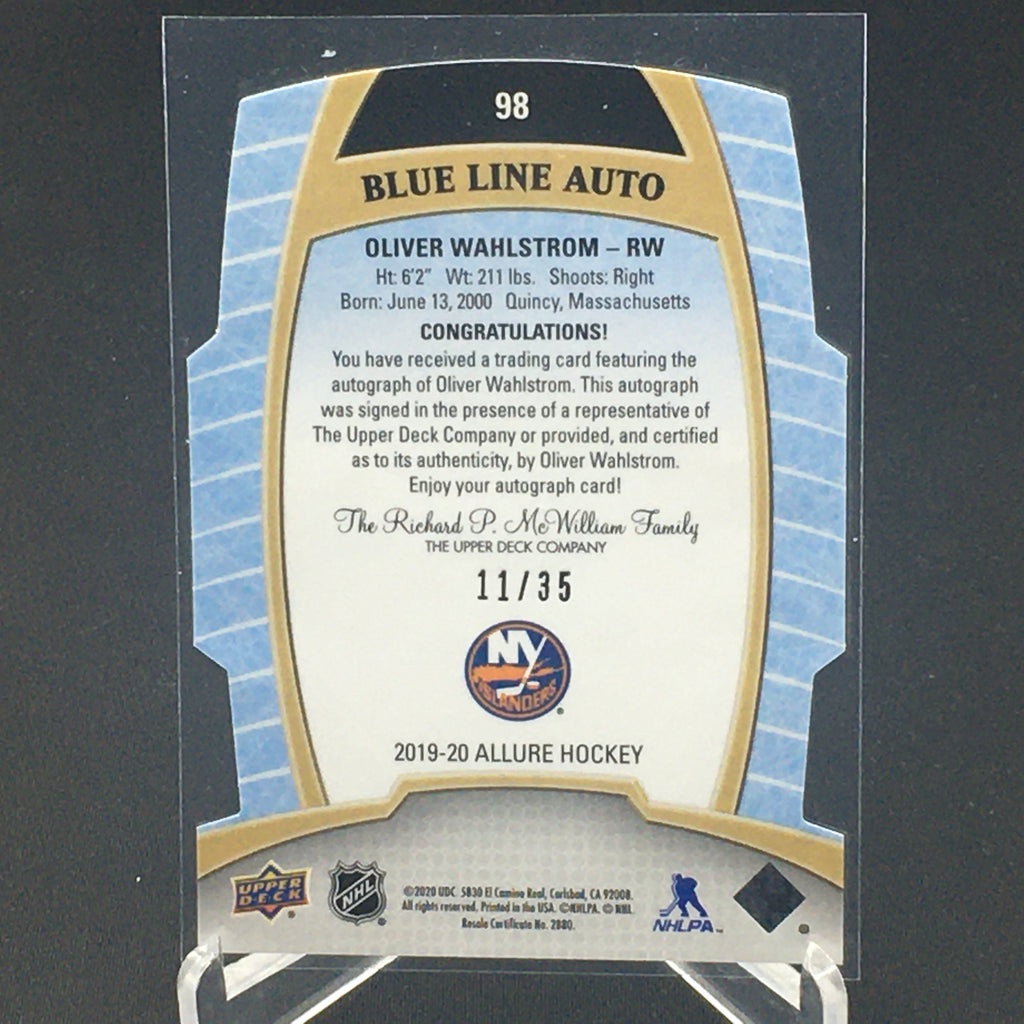 98
BLUE LINE AUTO
OLIVER WAHLSTROM – RW
Ht: 6'2" Wt: 211 lbs. Shoots: Right
Born: June 13, 2000 Quincy, Massachusetts
CONGRATULATIONS!
You have received a trading card featuring the
autograph of Oliver Wahlstrom. This autograph
was signed in the presence of a representative of
The Upper Deck Company or provided, and certified
as to its authenticity, by Oliver Wahlstrom.
Enjoy your autograph card!
The Richard P. McWilliam Family
THE UPPER DECK COMPANY
11/35
NY
ISLANDERS
®
2019-20 ALLURE HOCKEY
UPPER
DECK
®
NHL
®
©2020 UDC. 5830 El Camino Real, Carlsbad, CA 92008.
All rights reserved. Printed in the USA. ©NHLPA. © NHL
Resale Certificate No. 2880.
NHLPA™